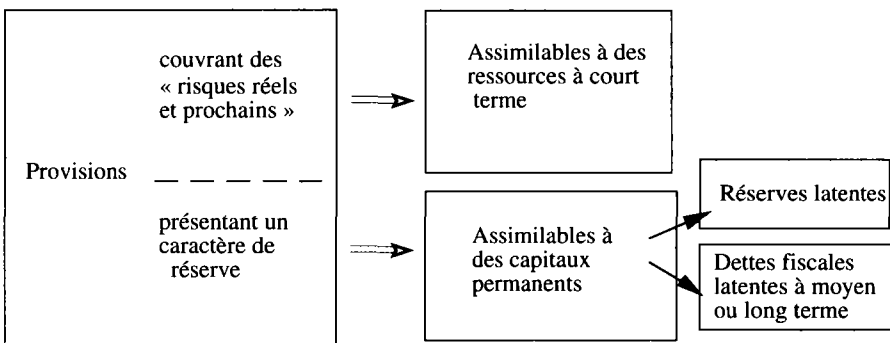 couvrant des
« risques réels
et prochains »
Assimilables à des
ressources à court
terme
Provisions
présentant un
caractère de
réserve
Assimilables à
des capitaux
permanents
Réserves latentes
Dettes fiscales
latentes à moyen
ou long terme